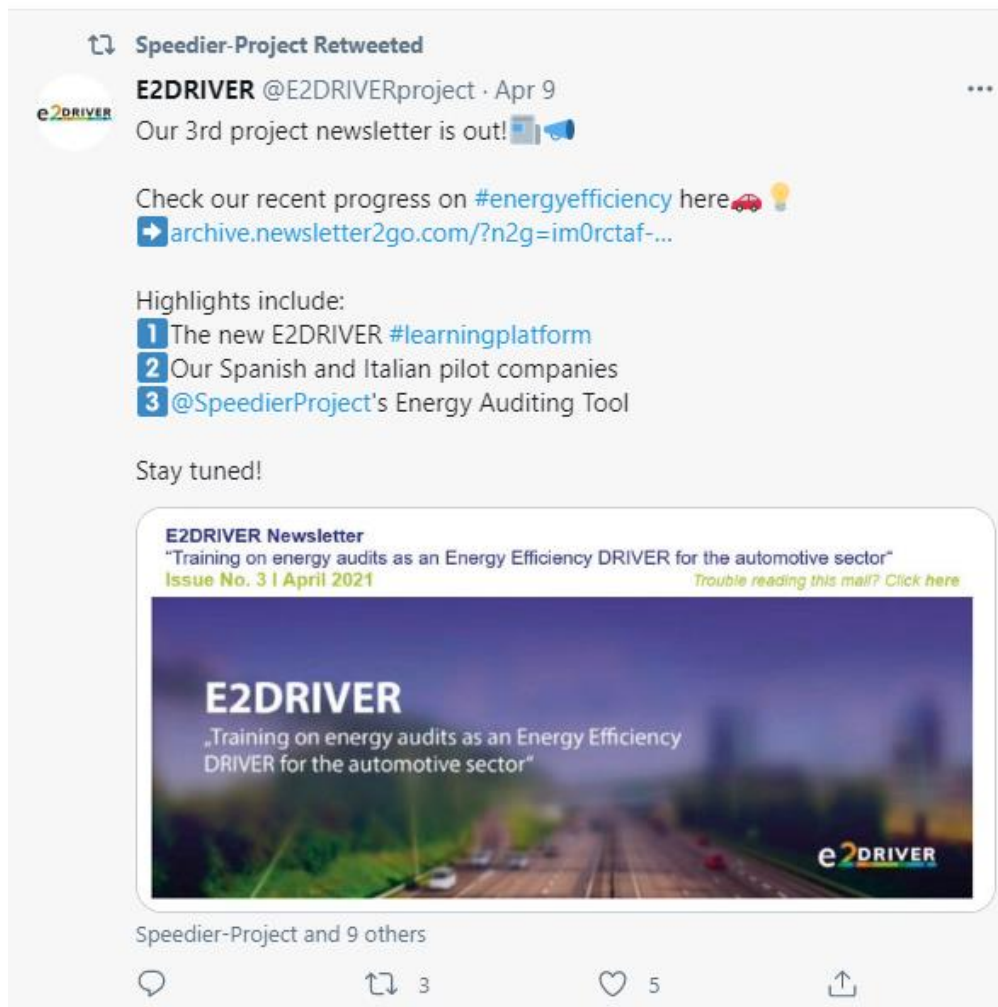 Speedier-Project Retweeted
E2DRIVER @E2DRIVERproject · Apr 9
e2DRIVER
Our 3rd project newsletter is out!
Check our recent progress on #energyefficiency here
archive.newsletter2go.com/?n2g=im0rctaf-...
Highlights include:
1 The new E2DRIVER #learningplatform
2 Our Spanish and Italian pilot companies
3 @SpeedierProject's Energy Auditing Tool
Stay tuned!
E2DRIVER Newsletter
"Training on energy audits as an Energy Efficiency DRIVER for the automotive sector"
Issue No. 3 I April 2021 Trouble reading this mail? Click here
E2DRIVER
„Training on energy audits as an Energy Efficiency
DRIVER for the automotive sector“
e2DRIVER
Speedier-Project and 9 others
3 5